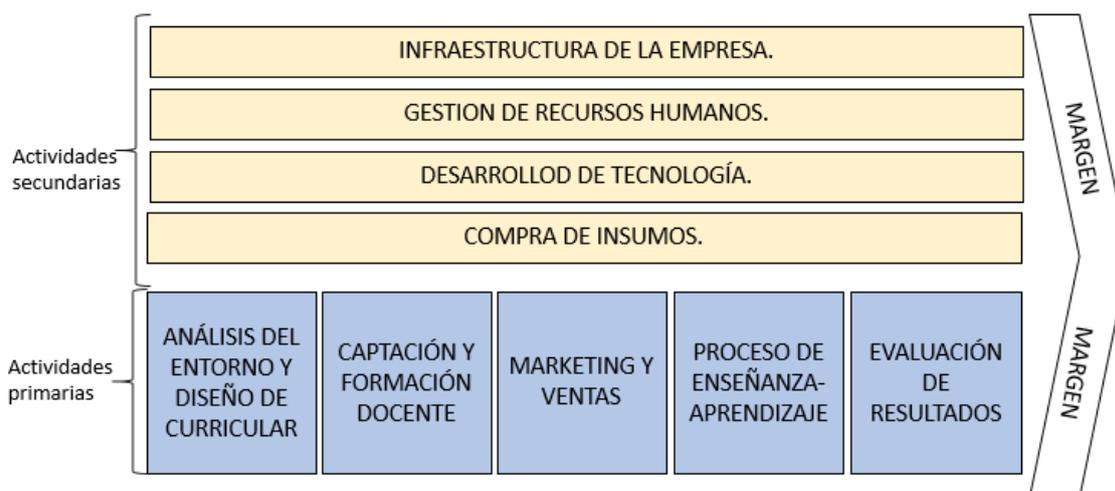 INFRAESTRUCTURA DE LA EMPRESA.
GESTION DE RECURSOS HUMANOS.
DESARROLLOD DE TECNOLOGÍA.
COMPRA DE INSUMOS.
Actividades
secundarias
MARGEN
Actividades
primarias
ANÁLISIS DEL
ENTORNO Y
DISEÑO DE
CURRICULAR
CAPTACIÓN Y
FORMACIÓN
DOCENTE
MARKETING Y
VENTAS
PROCESO DE
ENSEÑANZA-
APRENDIZAJE
EVALUACIÓN
DE
RESULTADOS
MARGEN